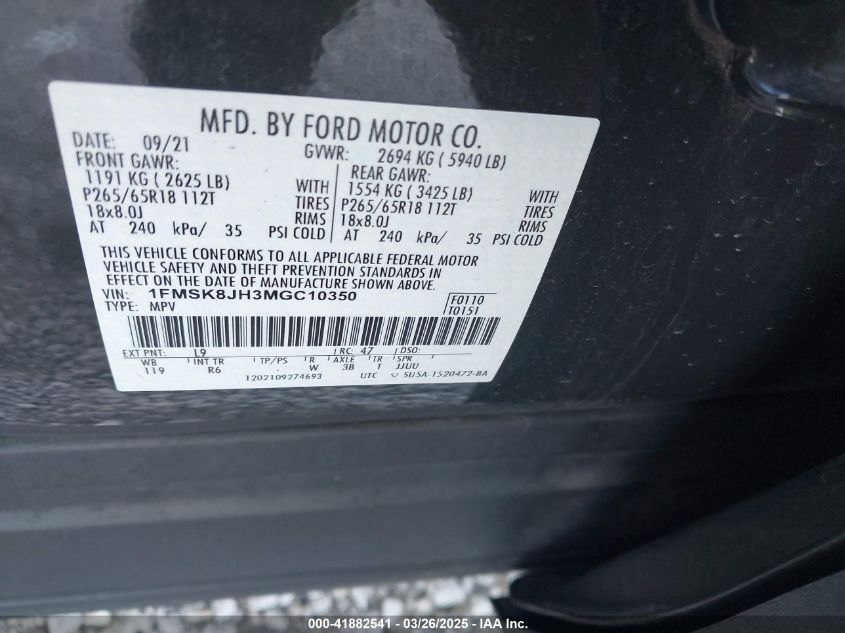 MFD. BY FORD MOTOR CO.
DATE: 09/21 GVWR: 2694 KG ( 5940 LB)
FRONT GAWR: REAR GAWR:
1191 KG ( 2625 LB) WITH 1554 KG ( 3425 LB) WITH
P265/65R18 112T TIRES P265/65R18 112T TIRES
18x8.0J RIMS 18x8.0J RIMS
AT 240 kPa/ 35 PSI COLD AT 240 kPa/ 35 PSI COLD
THIS VEHICLE CONFORMS TO ALL APPLICABLE FEDERAL MOTOR
VEHICLE SAFETY AND THEFT PREVENTION STANDARDS IN
EFFECT ON THE DATE OF MANUFACTURE SHOWN ABOVE.
VIN: 1FMSK8JH3MGC10350 F0110
TYPE: MPV T0151
EXT PNT: L9 RC: 47 DSO:
WB INT TR TP/PS R AXLE TR SPR
119 R6 W 3B 1 JJUU
1202109274693 UTC 5U5A-1520472-BA
000-41882541 - 03/26/2025 - IAA Inc.